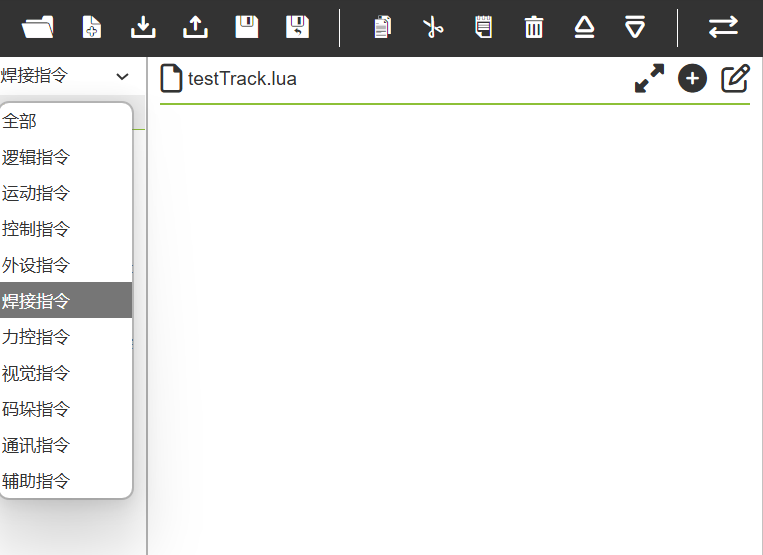 焊接指令
testTrack.lua
全部
逻辑指令
运动指令
控制指令
外设指令
焊接指令
力控指令
视觉指令
码垛指令
通讯指令
辅助指令